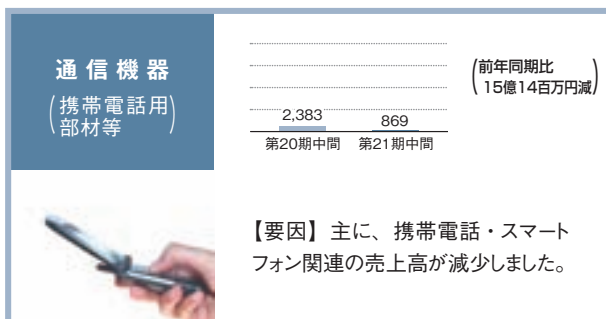 通信機器
(携帯電話用
部材等)
(前年同期比
15億14百万円減)
2,383
869
第20期中間
第21期中間
【要因】主に、携帯電話・スマート
フォン関連の売上高が減少しました。